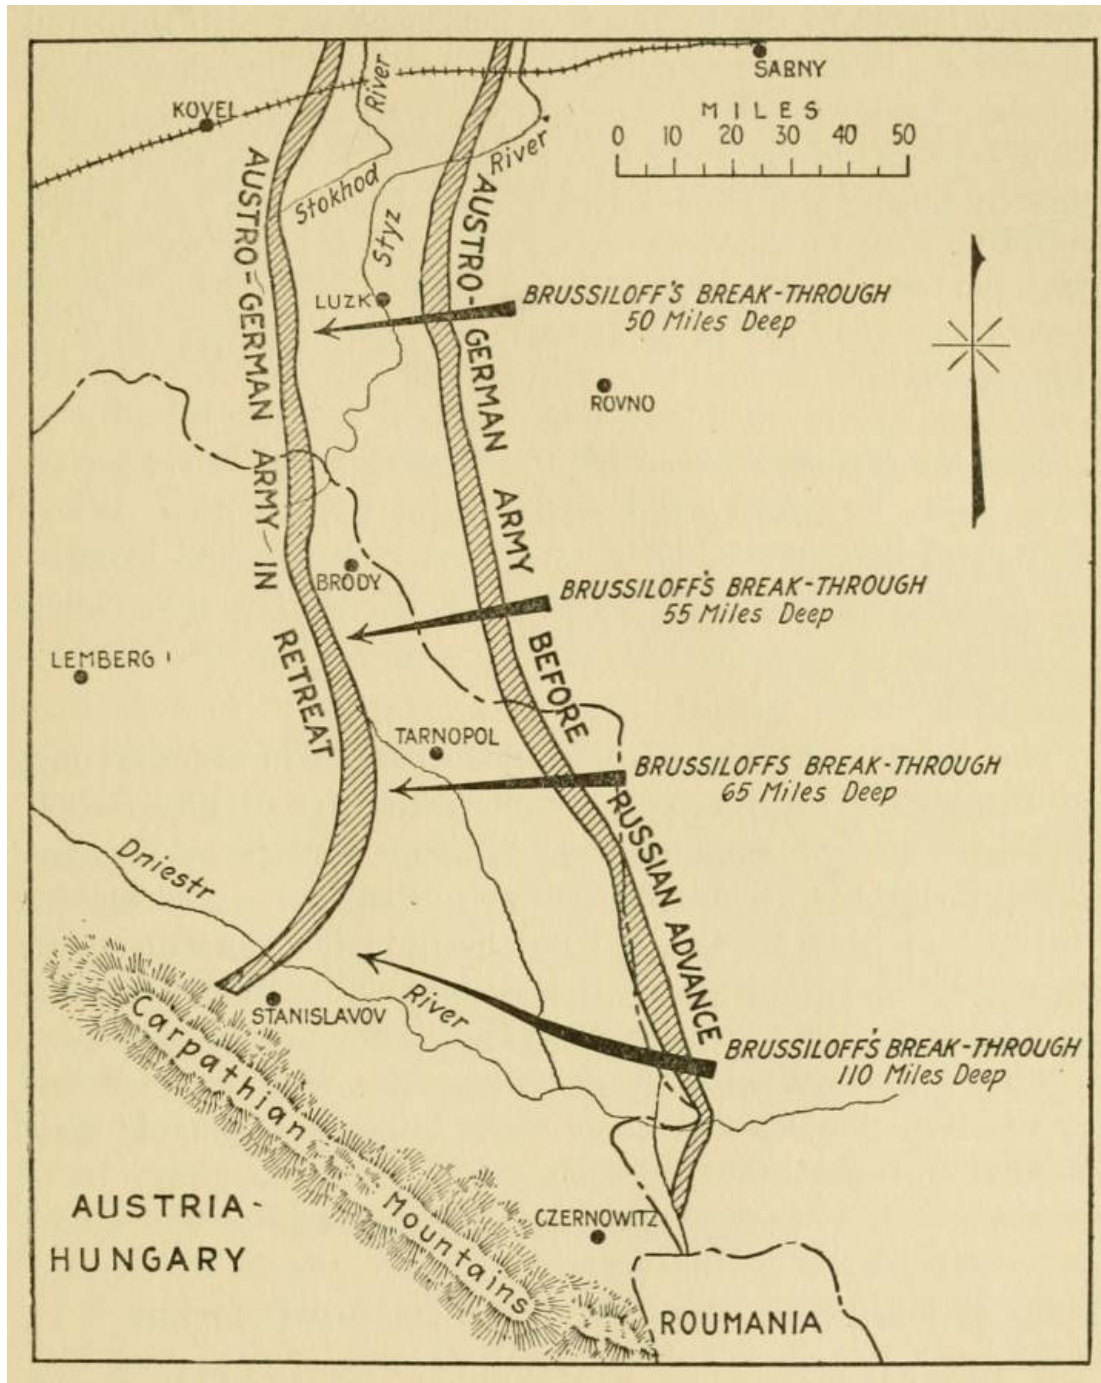 SARNY
KOVEL
MILES
0 10 20 30 40 50
River
River
Stokhod
Styz
AUSTRO-GERMAN ARMY IN RETREAT
AUSTRO-GERMAN ARMY BEFORE RUSSIAN ADVANCE
LUZK
BRUSSILOFF'S BREAK-THROUGH
50 Miles Deep
ROVNO
BRODY
BRUSSILOFF'S BREAK-THROUGH
55 Miles Deep
LEMBERG
TARNOPOL
BRUSSILOFFS BREAK-THROUGH
65 Miles Deep
Dniestr
River
STANISLAVOV
BRUSSILOFF'S BREAK-THROUGH
110 Miles Deep
Carpathian
Mountains
AUSTRIA-
HUNGARY
CZERNOWITZ
ROUMANIA